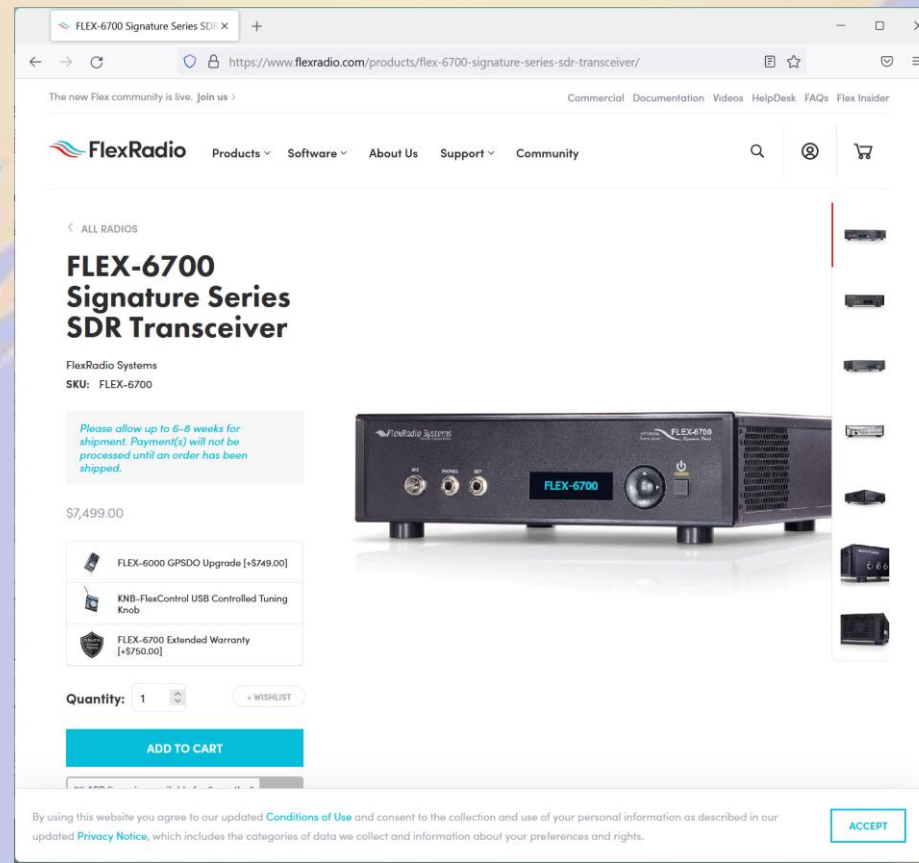 FLEX-6700 Signature Series SDR
https://www.flexradio.com/products/flex-6700-signature-series-sdr-transceiver/
The new Flex community is live. Join us >
Commercial Documentation Videos HelpDesk FAQs Flex Insider
FlexRadio
Products
Software
About Us
Support
Community
ALL RADIOS
FLEX-6700
Signature Series
SDR Transceiver
FlexRadio Systems
SKU: FLEX-6700
Please allow up to 6-8 weeks for
shipment. Payment(s) will not be
processed until an order has been
shipped.
$7,499.00
FLEX-6000 GPSDO Upgrade [+$749.00]
KNB-FlexControl USB Controlled Tuning
Knob
FLEX-6700 Extended Warranty
[+$750.00]
Quantity: 1
+ WISHLIST
ADD TO CART
FlexRadio Systems
FLEX-6700
Signature Series
MIC
PHONES
KEY
FLEX-6700
By using this website you agree to our updated Conditions of Use and consent to the collection and use of your personal information as described in our
updated Privacy Notice, which includes the categories of data we collect and information about your preferences and rights.
ACCEPT